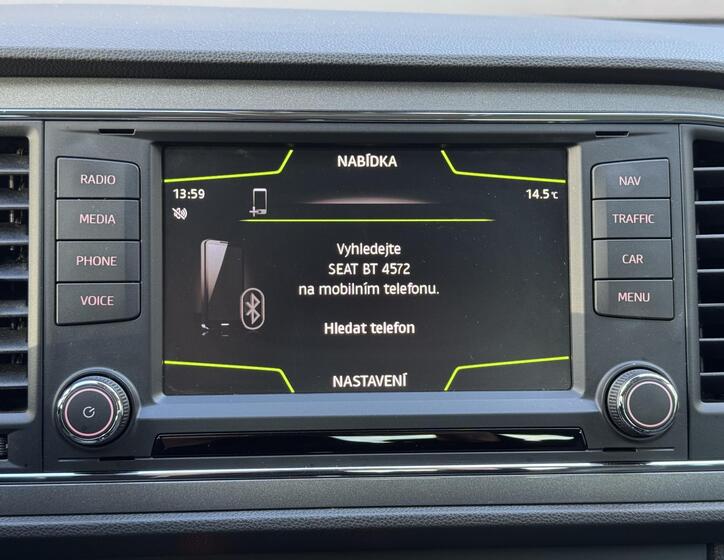 RADIO
MEDIA
PHONE
VOICE
NABÍDKA
13:59
14.5°C
Vyhledejte
SEAT BT 4572
na mobilním telefonu.
Hledat telefon
NASTAVENÍ
NAV
TRAFFIC
CAR
MENU